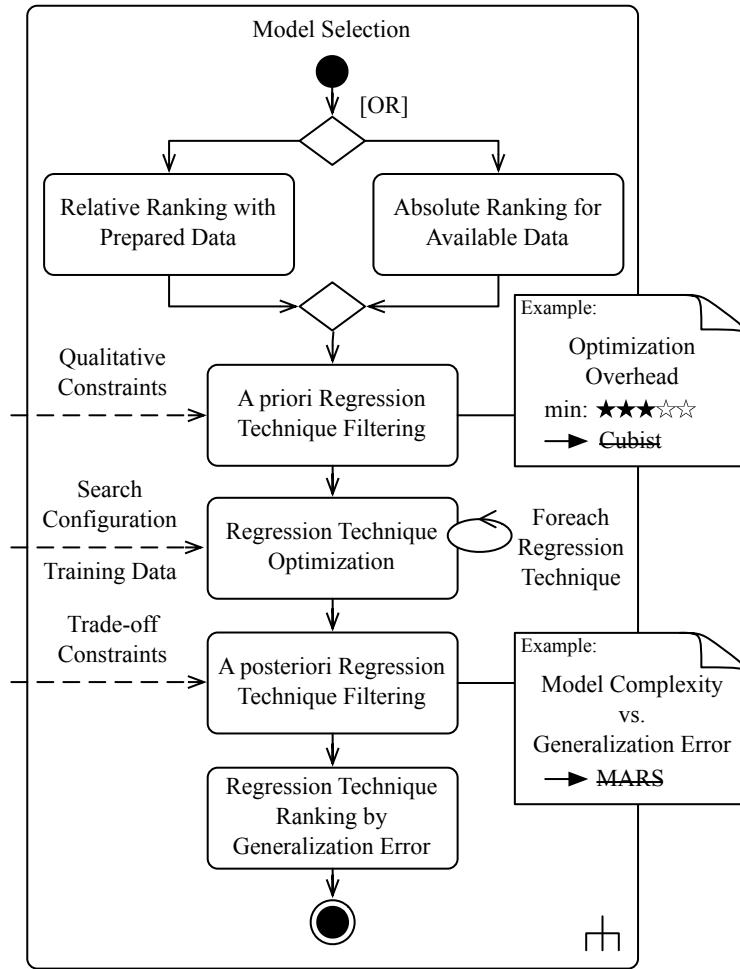 Model Selection
[OR]
Relative Ranking with
Prepared Data
Absolute Ranking for
Available Data
Qualitative
Constraints
A priori Regression
Technique Filtering
Example:
Optimization
Overhead
min: ★★★☆☆
Cubist
Search
Configuration
Training Data
Regression Technique
Optimization
Foreach
Regression
Technique
Trade-off
Constraints
A posteriori Regression
Technique Filtering
Example:
Model Complexity
vs.
Generalization Error
MARS
Regression Technique
Ranking by
Generalization Error